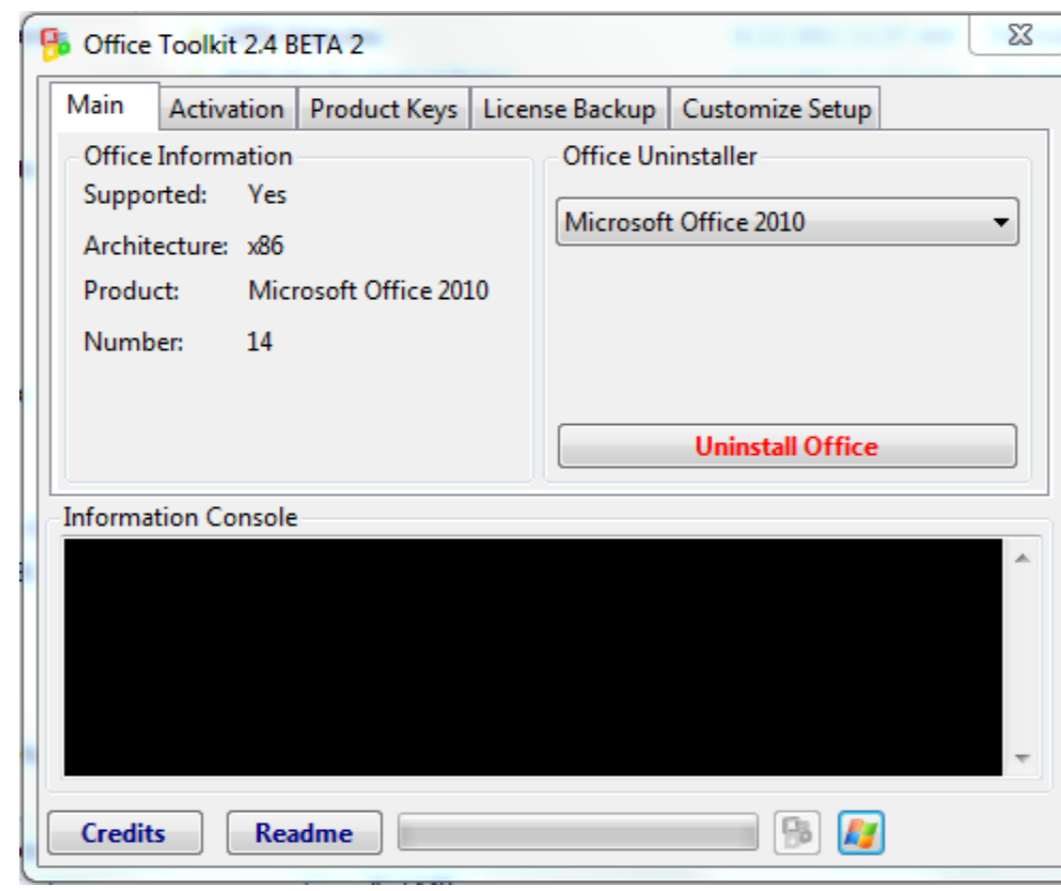 Office Toolkit 2.4 BETA 2
Main Activation Product Keys License Backup Customize Setup
Office Information
Supported: Yes
Architecture: x86
Product: Microsoft Office 2010
Number: 14
Office Uninstaller
Microsoft Office 2010
Uninstall Office
Information Console
Credits Readme